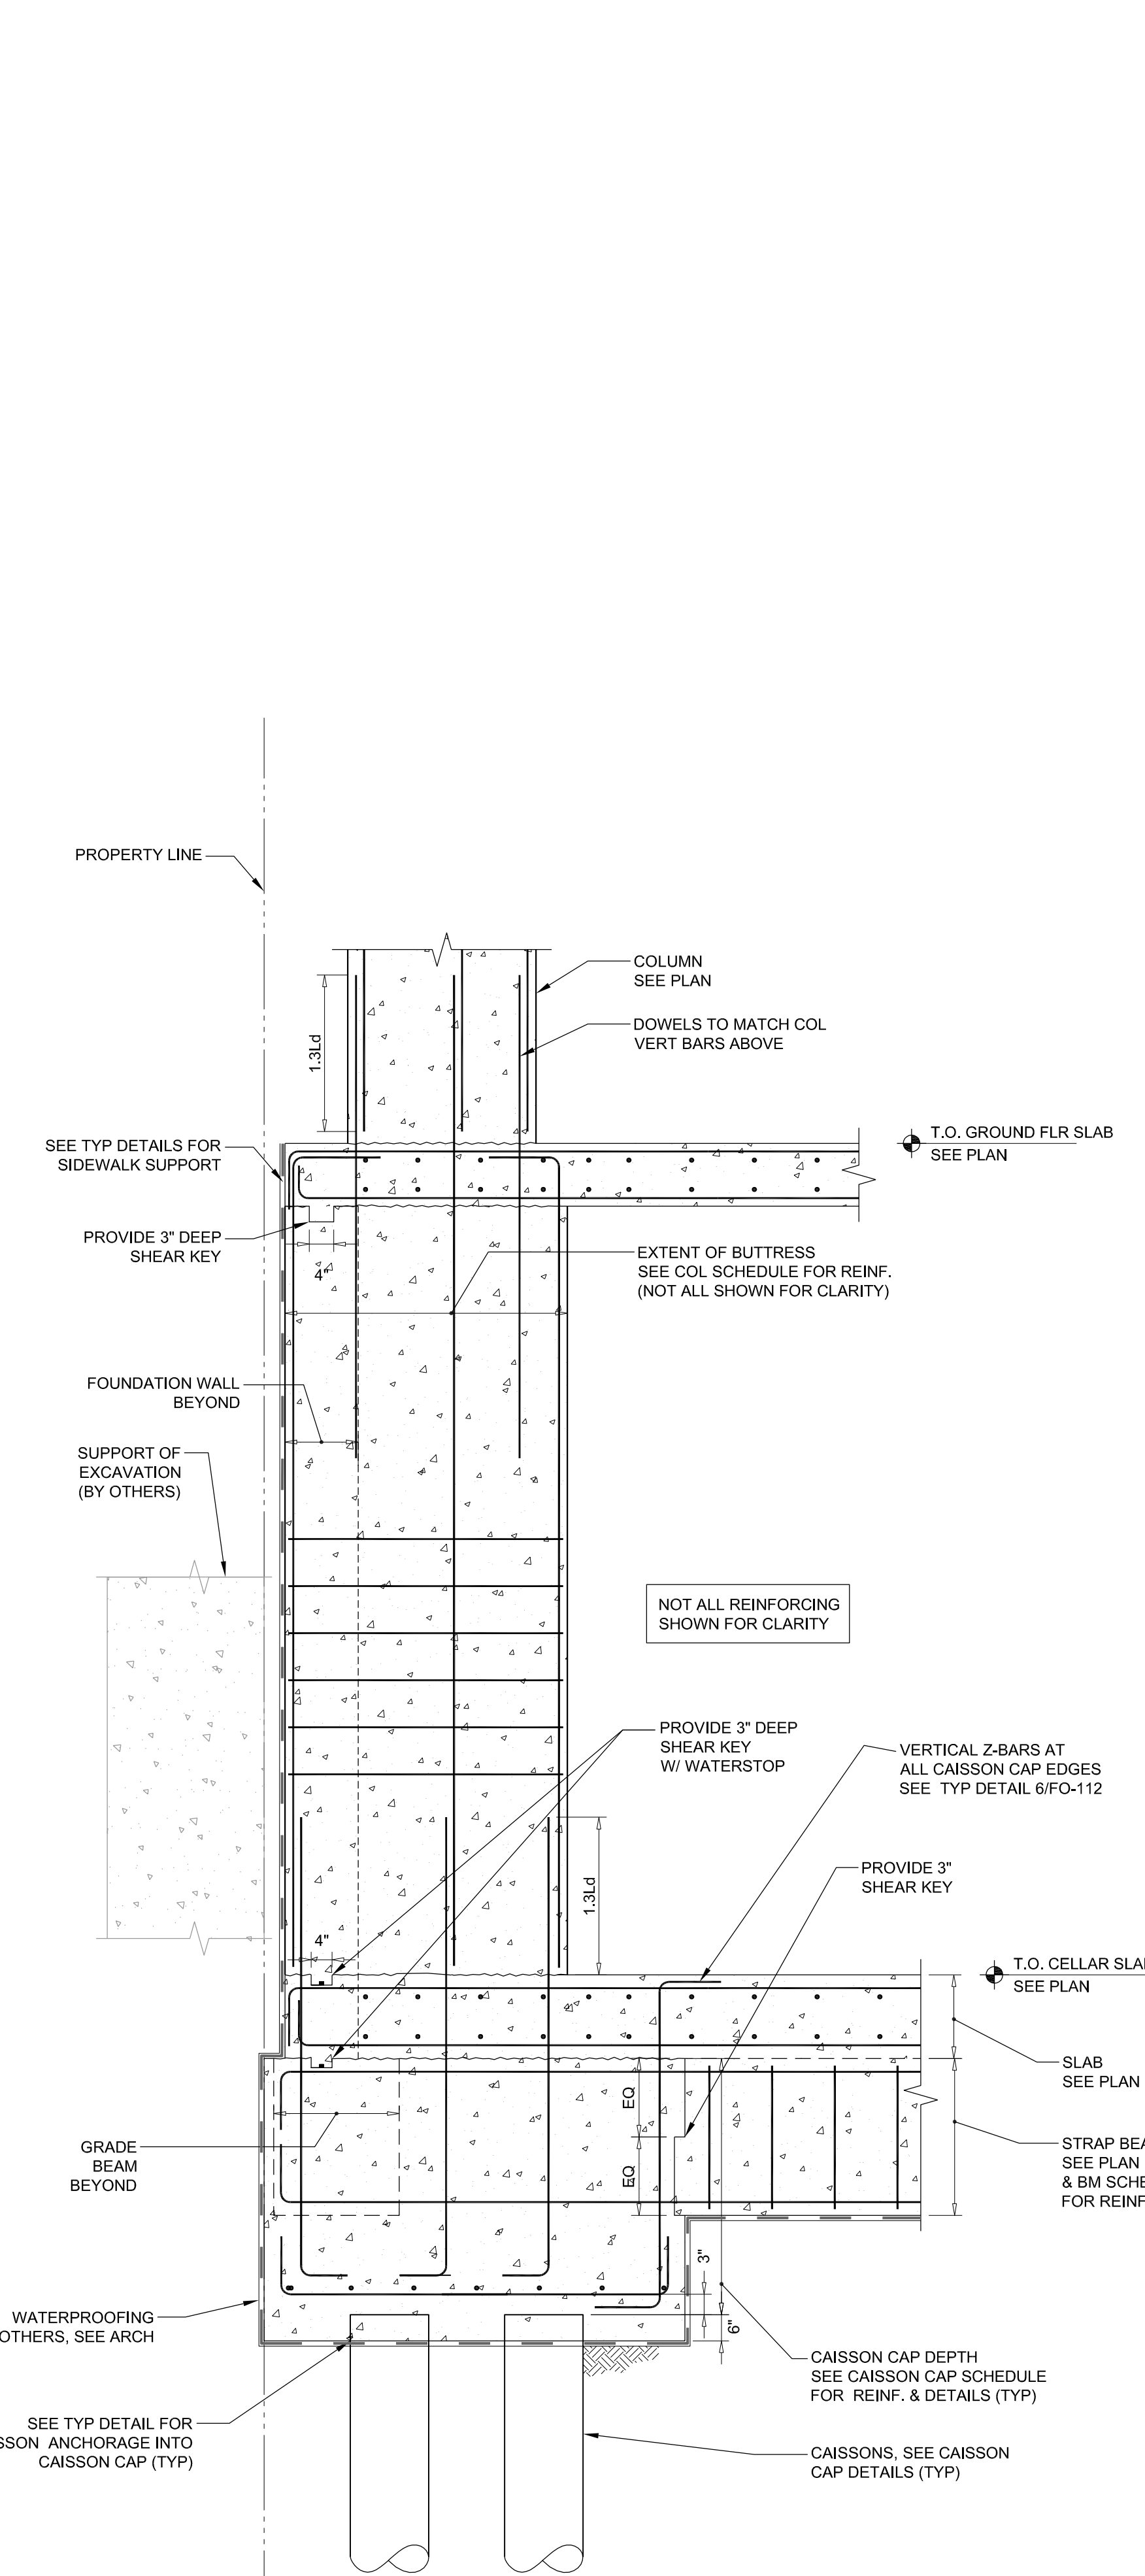 PROPERTY LINE
COLUMN
SEE PLAN
DOWELS TO MATCH COL
VERT BARS ABOVE
1.3Ld
T.O. GROUND FLR SLAB
SEE PLAN
SEE TYP DETAILS FOR
SIDEWALK SUPPORT
PROVIDE 3" DEEP
SHEAR KEY
4"
EXTENT OF BUTTRESS
SEE COL SCHEDULE FOR REINF.
(NOT ALL SHOWN FOR CLARITY)
FOUNDATION WALL
BEYOND
SUPPORT OF
EXCAVATION
(BY OTHERS)
NOT ALL REINFORCING
SHOWN FOR CLARITY
PROVIDE 3" DEEP
SHEAR KEY
W/ WATERSTOP
VERTICAL Z-BARS AT
ALL CAISSON CAP EDGES
SEE TYP DETAIL 6/FO-112
PROVIDE 3"
SHEAR KEY
1.3Ld
4"
T.O. CELLAR SLA
SEE PLAN
SLAB
SEE PLAN
EQ
EQ
GRADE
BEAM
BEYOND
STRAP BEA
SEE PLAN
& BM SCHE
FOR REINF
3"
6"
WATERPROOFING
OTHERS, SEE ARCH
CAISSON CAP DEPTH
SEE CAISSON CAP SCHEDULE
FOR REINF. & DETAILS (TYP)
SEE TYP DETAIL FOR
SSON ANCHORAGE INTO
CAISSON CAP (TYP)
CAISSONS, SEE CAISSON
CAP DETAILS (TYP)